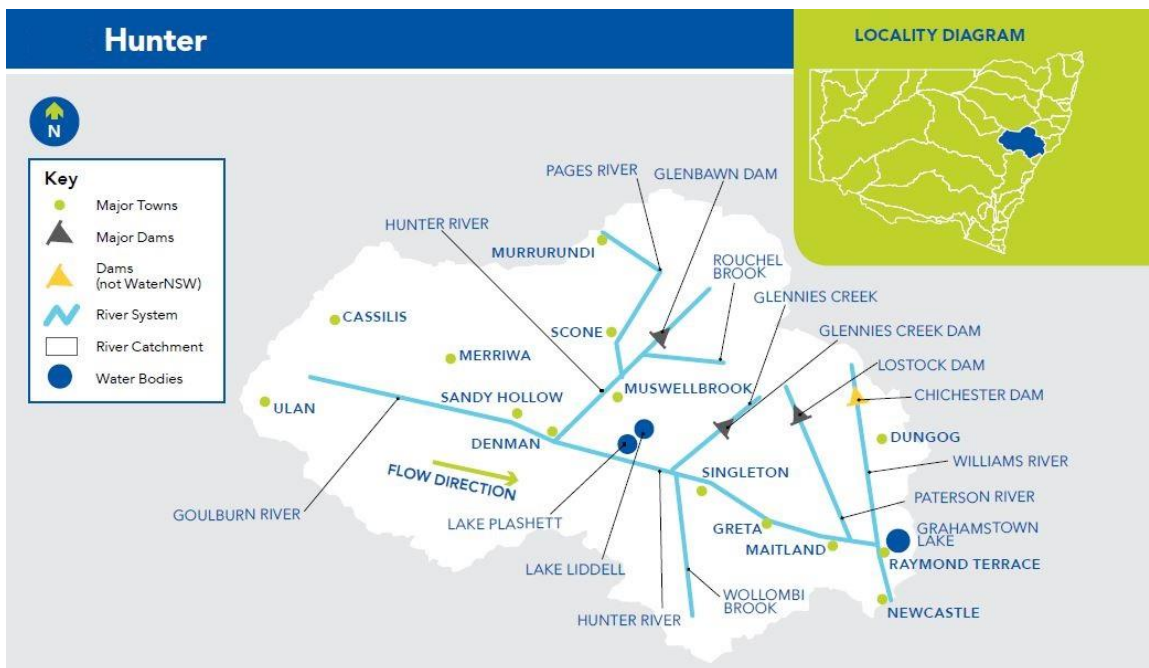 Hunter
LOCALITY DIAGRAM
N
Key
Major Towns
Major Dams
Dams
(not WaterNSW)
River System
River Catchment
Water Bodies
PAGES RIVER
GLENBAWN DAM
HUNTER RIVER
MURRURUNDI
ROUCHEL
BROOK
GLENNIES CREEK
CASSILIS
SCONE
GLENNIES CREEK DAM
MERRIWA
LOSTOCK DAM
MUSWELLBROOK
CHICHESTER DAM
SANDY HOLLOW
ULAN
DENMAN
DUNGOG
WILLIAMS RIVER
SINGLETON
FLOW DIRECTION
PATERSON RIVER
GOULBURN RIVER
LAKE PLASHETT
GRETA
GRAHAMSTOWN
LAKE
MAITLAND
RAYMOND TERRACE
LAKE LIDDELL
WOLLOMBI
BROOK
HUNTER RIVER
NEWCASTLE